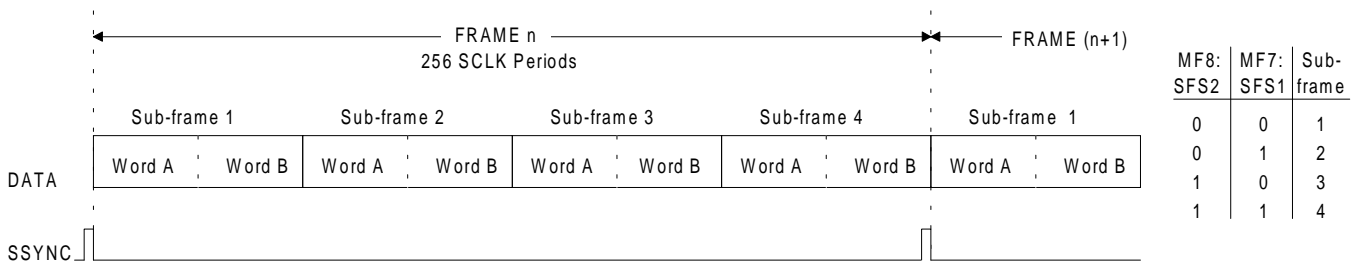 FRAME n
FRAME (n+1)
256 SCLK Periods
MF8: MF7: Sub-
SFS2 SFS1 frame
Sub-frame 1 Sub-frame 2 Sub-frame 3 Sub-frame 4 Sub-frame 1
0 0 1
DATA Word A Word B Word A Word B Word A Word B Word A Word B Word A Word B
0 1 2
1 0 3
1 1 4
SSYNC